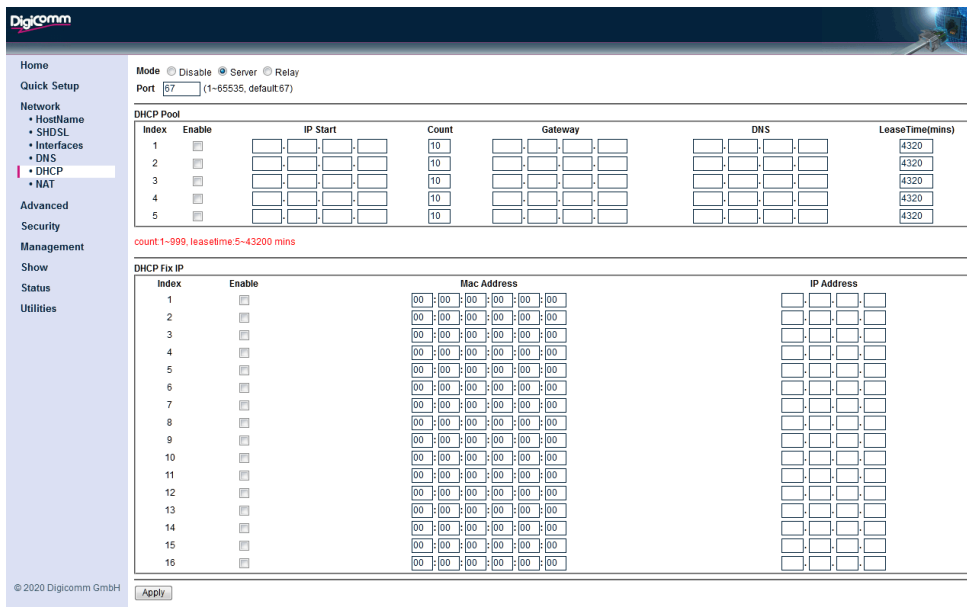 Digicomm
Home
Quick Setup
Network
• HostName
• SHDSL
• Interfaces
• DNS
• DHCP
• NAT
Advanced
Security
Management
Show
Status
Utilities
© 2020 Digicomm GmbH
Mode Disable Server Relay
Port 67 (1~65535, default:67)
DHCP Pool
Index Enable IP Start Count Gateway DNS LeaseTime(mins)
1 . . . 10 . . . . . . 4320
2 . . . 10 . . . . . . 4320
3 . . . 10 . . . . . . 4320
4 . . . 10 . . . . . . 4320
5 . . . 10 . . . . . . 4320
count:1~999, leasetime:5~43200 mins
DHCP Fix IP
Index Enable Mac Address IP Address
1 00 : 00 : 00 : 00 : 00 : 00 . . .
2 00 : 00 : 00 : 00 : 00 : 00 . . .
3 00 : 00 : 00 : 00 : 00 : 00 . . .
4 00 : 00 : 00 : 00 : 00 : 00 . . .
5 00 : 00 : 00 : 00 : 00 : 00 . . .
6 00 : 00 : 00 : 00 : 00 : 00 . . .
7 00 : 00 : 00 : 00 : 00 : 00 . . .
8 00 : 00 : 00 : 00 : 00 : 00 . . .
9 00 : 00 : 00 : 00 : 00 : 00 . . .
10 00 : 00 : 00 : 00 : 00 : 00 . . .
11 00 : 00 : 00 : 00 : 00 : 00 . . .
12 00 : 00 : 00 : 00 : 00 : 00 . . .
13 00 : 00 : 00 : 00 : 00 : 00 . . .
14 00 : 00 : 00 : 00 : 00 : 00 . . .
15 00 : 00 : 00 : 00 : 00 : 00 . . .
16 00 : 00 : 00 : 00 : 00 : 00 . . .
Apply